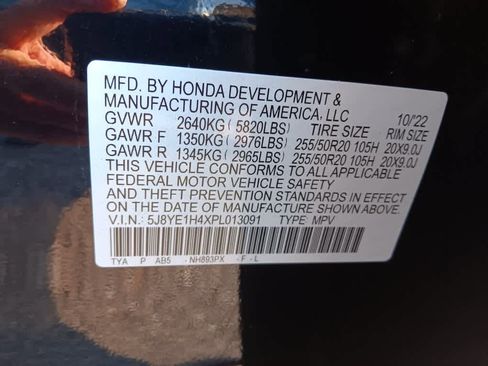 MFD. BY HONDA DEVELOPMENT &
MANUFACTURING OF AMERICA, LLC 10/22
GVWR 2640KG (5820LBS) TIRE SIZE RIM SIZE
GAWR F 1350KG (2976LBS) 255/50R20 105H 20X9.0J
GAWR R 1345KG (2965LBS) 255/50R20 105H 20X9.0J
THIS VEHICLE CONFORMS TO ALL APPLICABLE
FEDERAL MOTOR VEHICLE SAFETY
AND THEFT PREVENTION STANDARDS IN EFFECT
ON THE DATE OF MANUFACTURE SHOWN ABOVE.
V.I.N.: 5J8YE1H4XPL013091 TYPE: MPV
TYA P AB5 - NH893PX - F - L